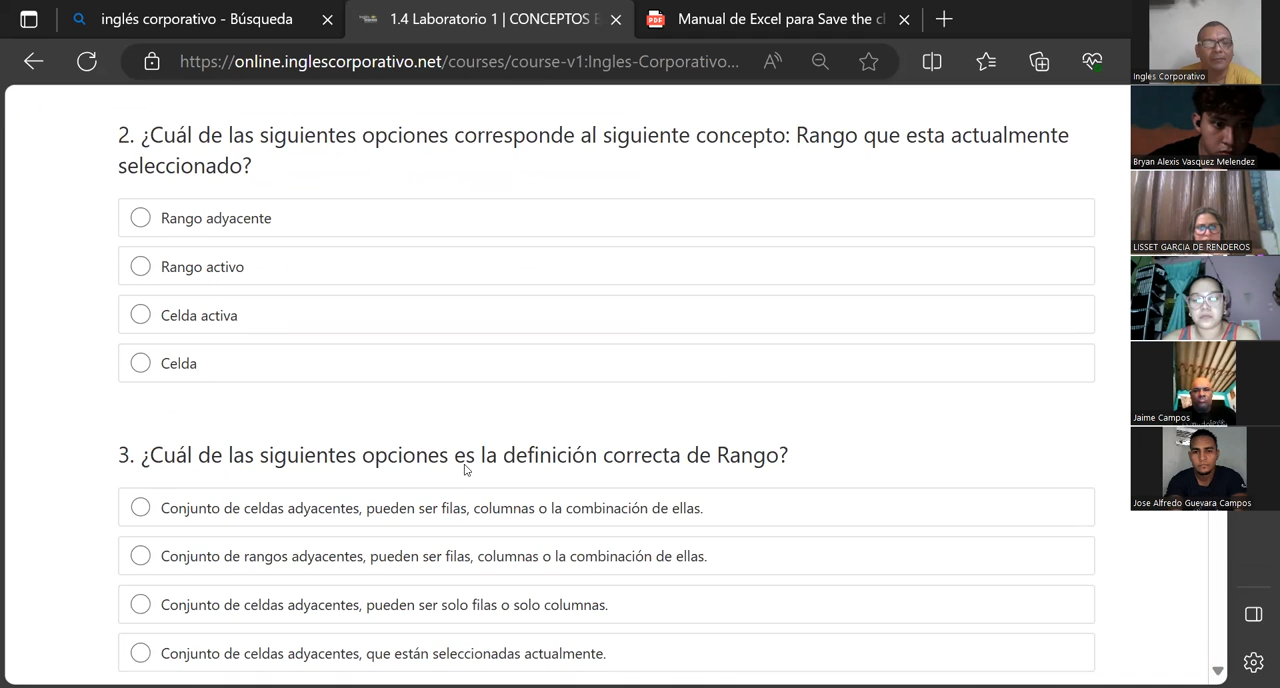 inglés corporativo - Búsqueda
1.4 Laboratorio 1 | CONCEPTOS
Manual de Excel para Save the
https://online.inglescorporativo.net/courses/course-v1:Ingles-Corporativo...
2. ¿Cuál de las siguientes opciones corresponde al siguiente concepto: Rango que esta actualmente
seleccionado?
Rango adyacente
Rango activo
Celda activa
Celda
3. ¿Cuál de las siguientes opciones es la definición correcta de Rango?
Conjunto de celdas adyacentes, pueden ser filas, columnas o la combinación de ellas.
Conjunto de rangos adyacentes, pueden ser filas, columnas o la combinación de ellas.
Conjunto de celdas adyacentes, pueden ser solo filas o solo columnas.
Conjunto de celdas adyacentes, que están seleccionadas actualmente.
Ingles Corporativo
Bryan Alexis Vasquez Melendez
LISSET GARCIA DE RENDEROS
Jaime Campos
Jose Alfredo Guevara Campos